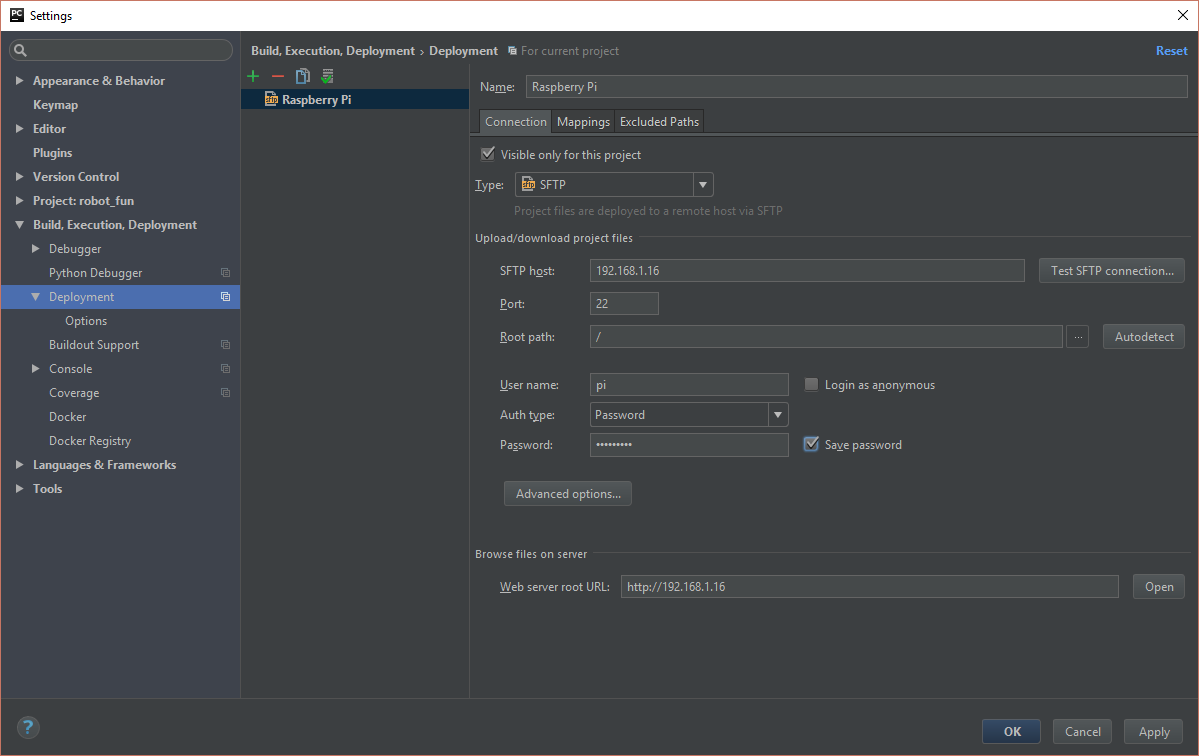 Settings
Build, Execution, Deployment › Deployment For current project Reset
Appearance & Behavior
Keymap
Editor
Plugins
Version Control
Project: robot_fun
Build, Execution, Deployment
Debugger
Python Debugger
Deployment
Options
Buildout Support
Console
Coverage
Docker
Docker Registry
Languages & Frameworks
Tools
Raspberry Pi
Name: Raspberry Pi
Connection Mappings Excluded Paths
Visible only for this project
Type: SFTP
Project files are deployed to a remote host via SFTP
Upload/download project files
SFTP host: 192.168.1.16 Test SFTP connection...
Port: 22
Root path: / ... Autodetect
User name: pi Login as anonymous
Auth type: Password
Password: ••••••••• Save password
Advanced options...
Browse files on server
Web server root URL: http://192.168.1.16 Open
? OK Cancel Apply